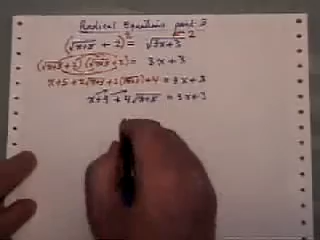 Radical Equations part 3
(√x+5 + 2)² = √3x+3 ²
(√x+5 + 2)(√x+5 + 2) = 3x + 3
x+5+2√x+5+2(√x+5)+4 = 3x+3
x+9 + 4√x+5 = 3x+3